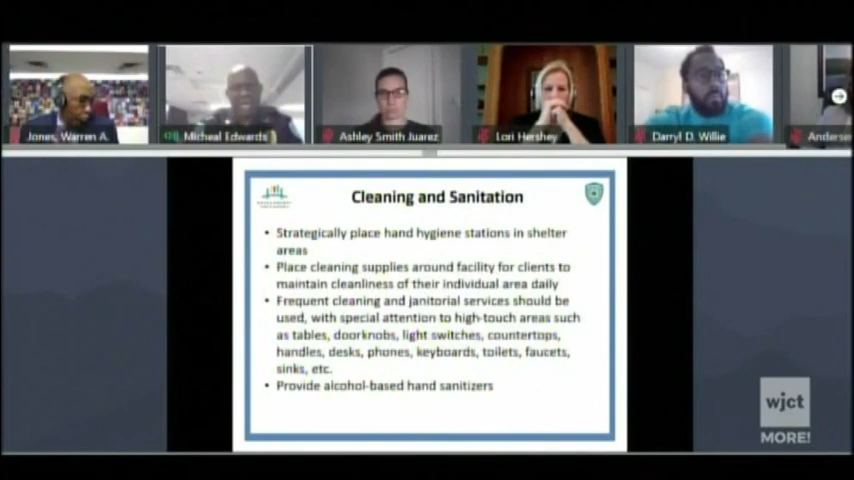 Jones, Warren A.
Micheal Edwards
Ashley Smith Juarez
Lori Hershey
Darryl D. Willie
Anderse
Cleaning and Sanitation
• Strategically place hand hygiene stations in shelter
areas
• Place cleaning supplies around facility for clients to
maintain cleanliness of their individual area daily
• Frequent cleaning and janitorial services should be
used, with special attention to high-touch areas such
as tables, doorknobs, light switches, countertops,
handles, desks, phones, keyboards, toilets, faucets,
sinks, etc.
• Provide alcohol-based hand sanitizers
wjct
MORE!